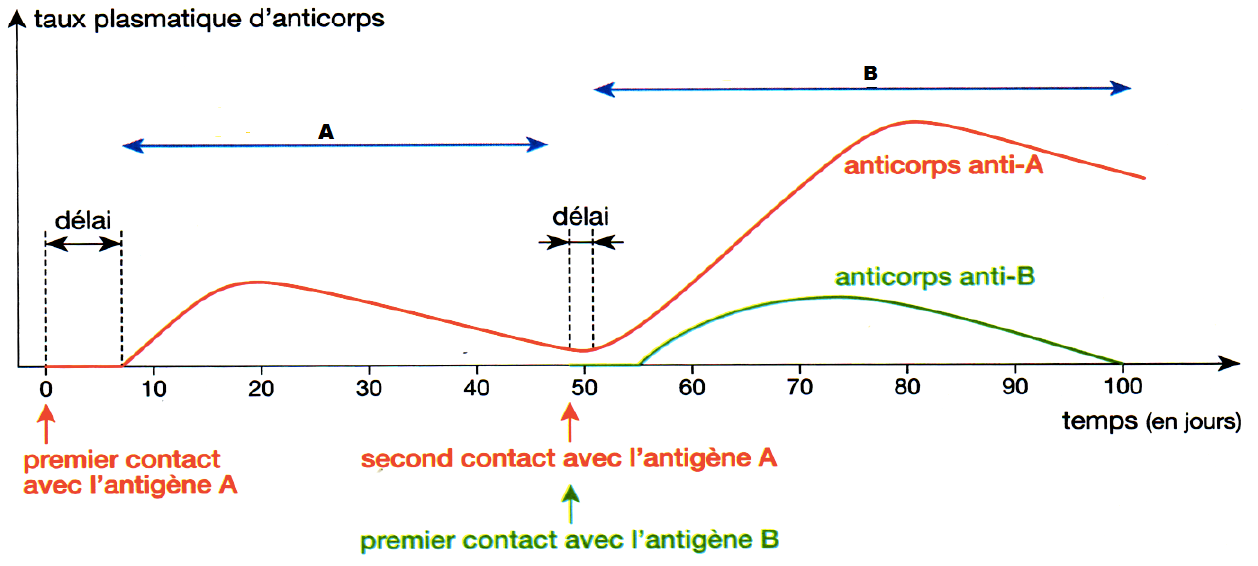 taux plasmatique d'anticorps
B
A
anticorps anti-A
délai
délai
anticorps anti-B
0 10 20 30 40 50 60 70 80 90 100
temps (en jours)
premier contact
avec l'antigène A
second contact avec l'antigène A
premier contact avec l'antigène B